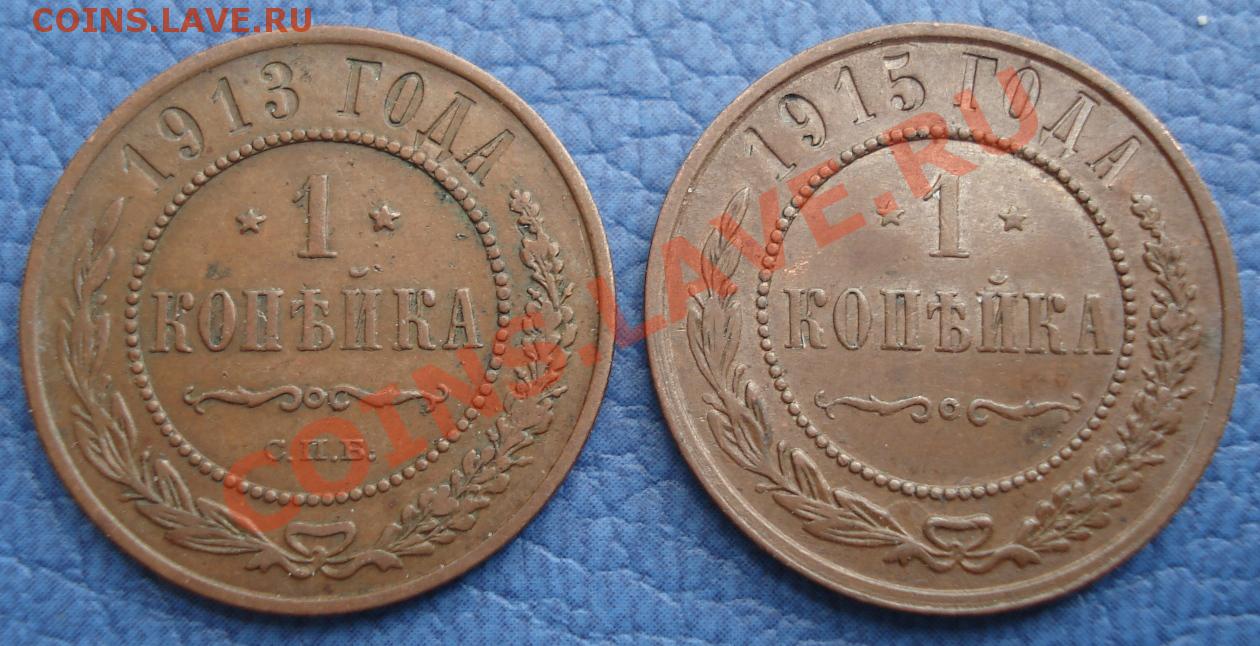 COINS.LAVE.RU
1913 ГОДА
1
КОПѢЙКА
С.П.Б.
1915 ГОДА
1
КОПѢЙКА
COINS.LAVE.RU